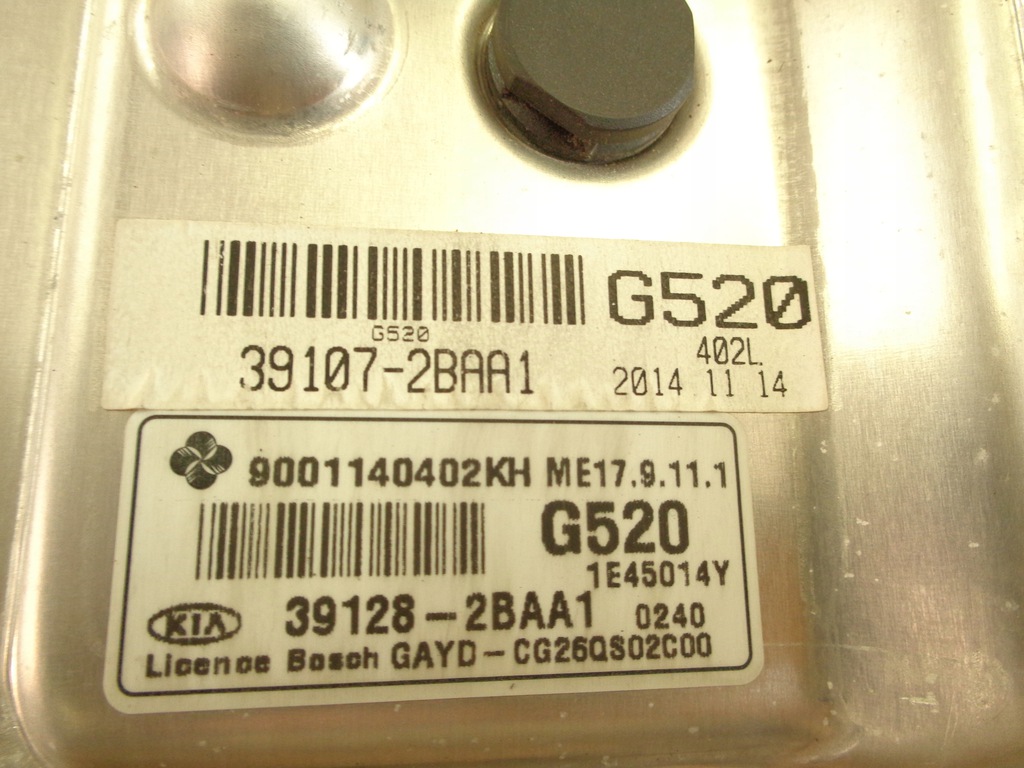 G520
G520
39107-2BAA1
402L
2014 11 14
9001140402KH ME17.9.11.1
G520
1E45014Y
KIA 39128-2BAA1 0240
Licence Bosch GAYD-CG26QS02C00